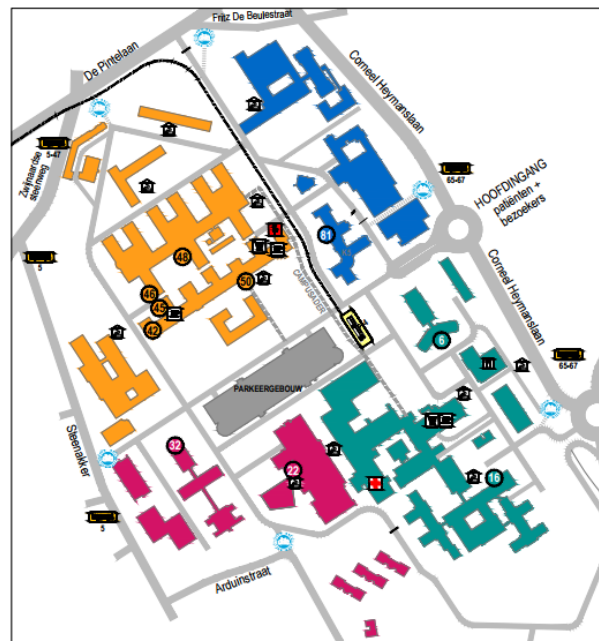 Fritz De Beulestraat
De Pintelaan
Corneel Heymanslaan
5-47
Zwijnaardse
steenweg
65-67
HOOFDINGANG
patiënten +
bezoekers
81
48
5
50
CAMPUSADER
46
45
42
Corneel Heymanslaan
6
65-67
PARKEERGEBOUW
Steenakker
32
22
16
5
Arduinstraat